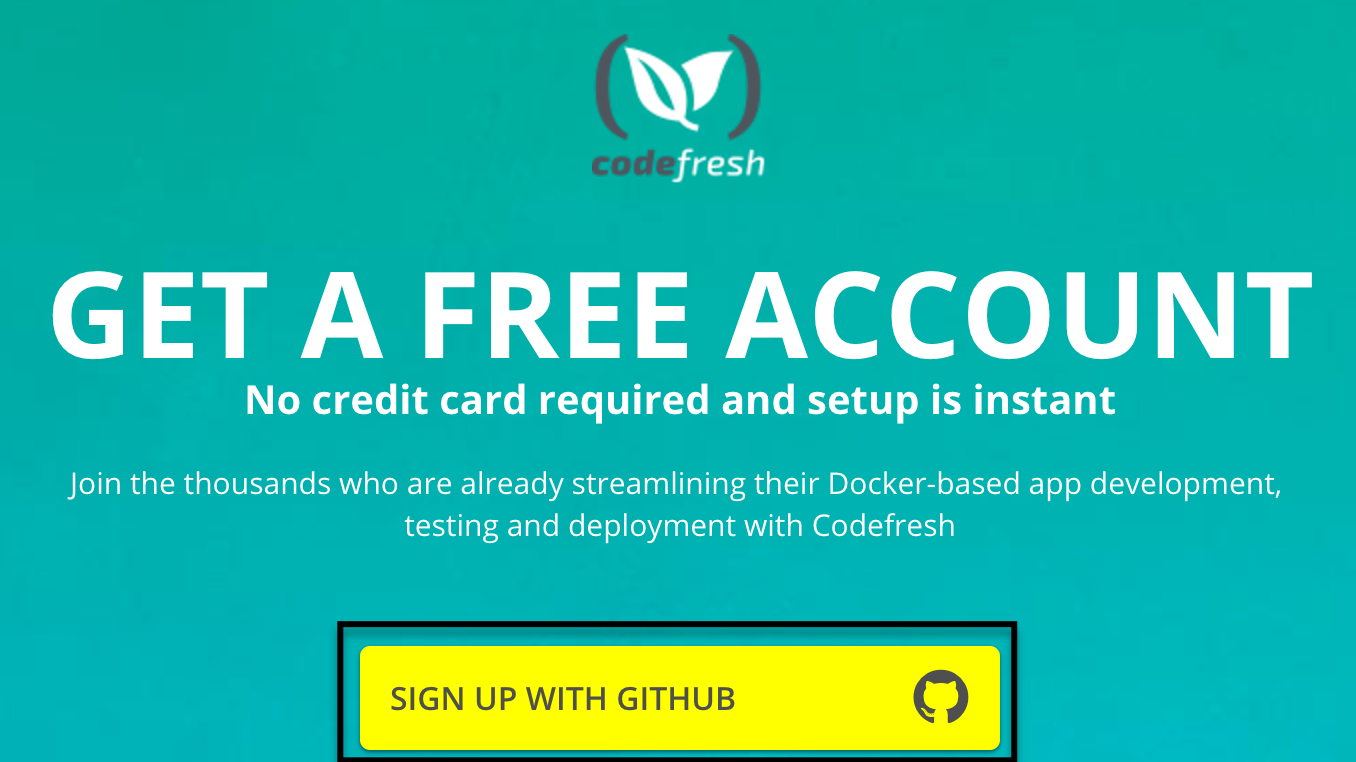 codefresh
GET A FREE ACCOUNT
No credit card required and setup is instant
Join the thousands who are already streamlining their Docker-based app development,
testing and deployment with Codefresh
SIGN UP WITH GITHUB